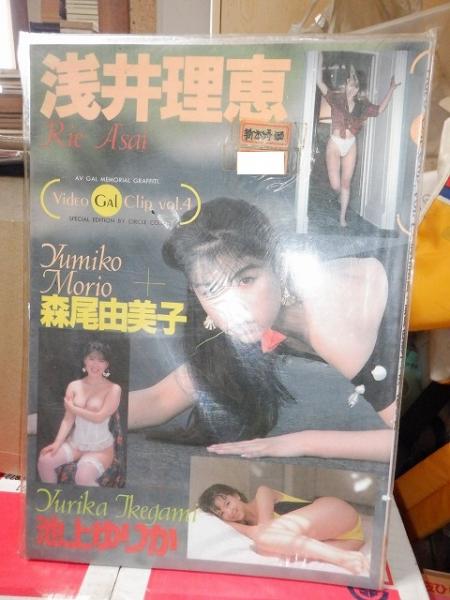 浅井理恵
Rie Asai
AV GAL MEMORIAL GRAFFITI
Video Gal Clip vol.4
SPECIAL EDITION BY CIRCLE
Yumiko
Morio
+
森尾由美子
Yurika Ikegami
池上ゆりか